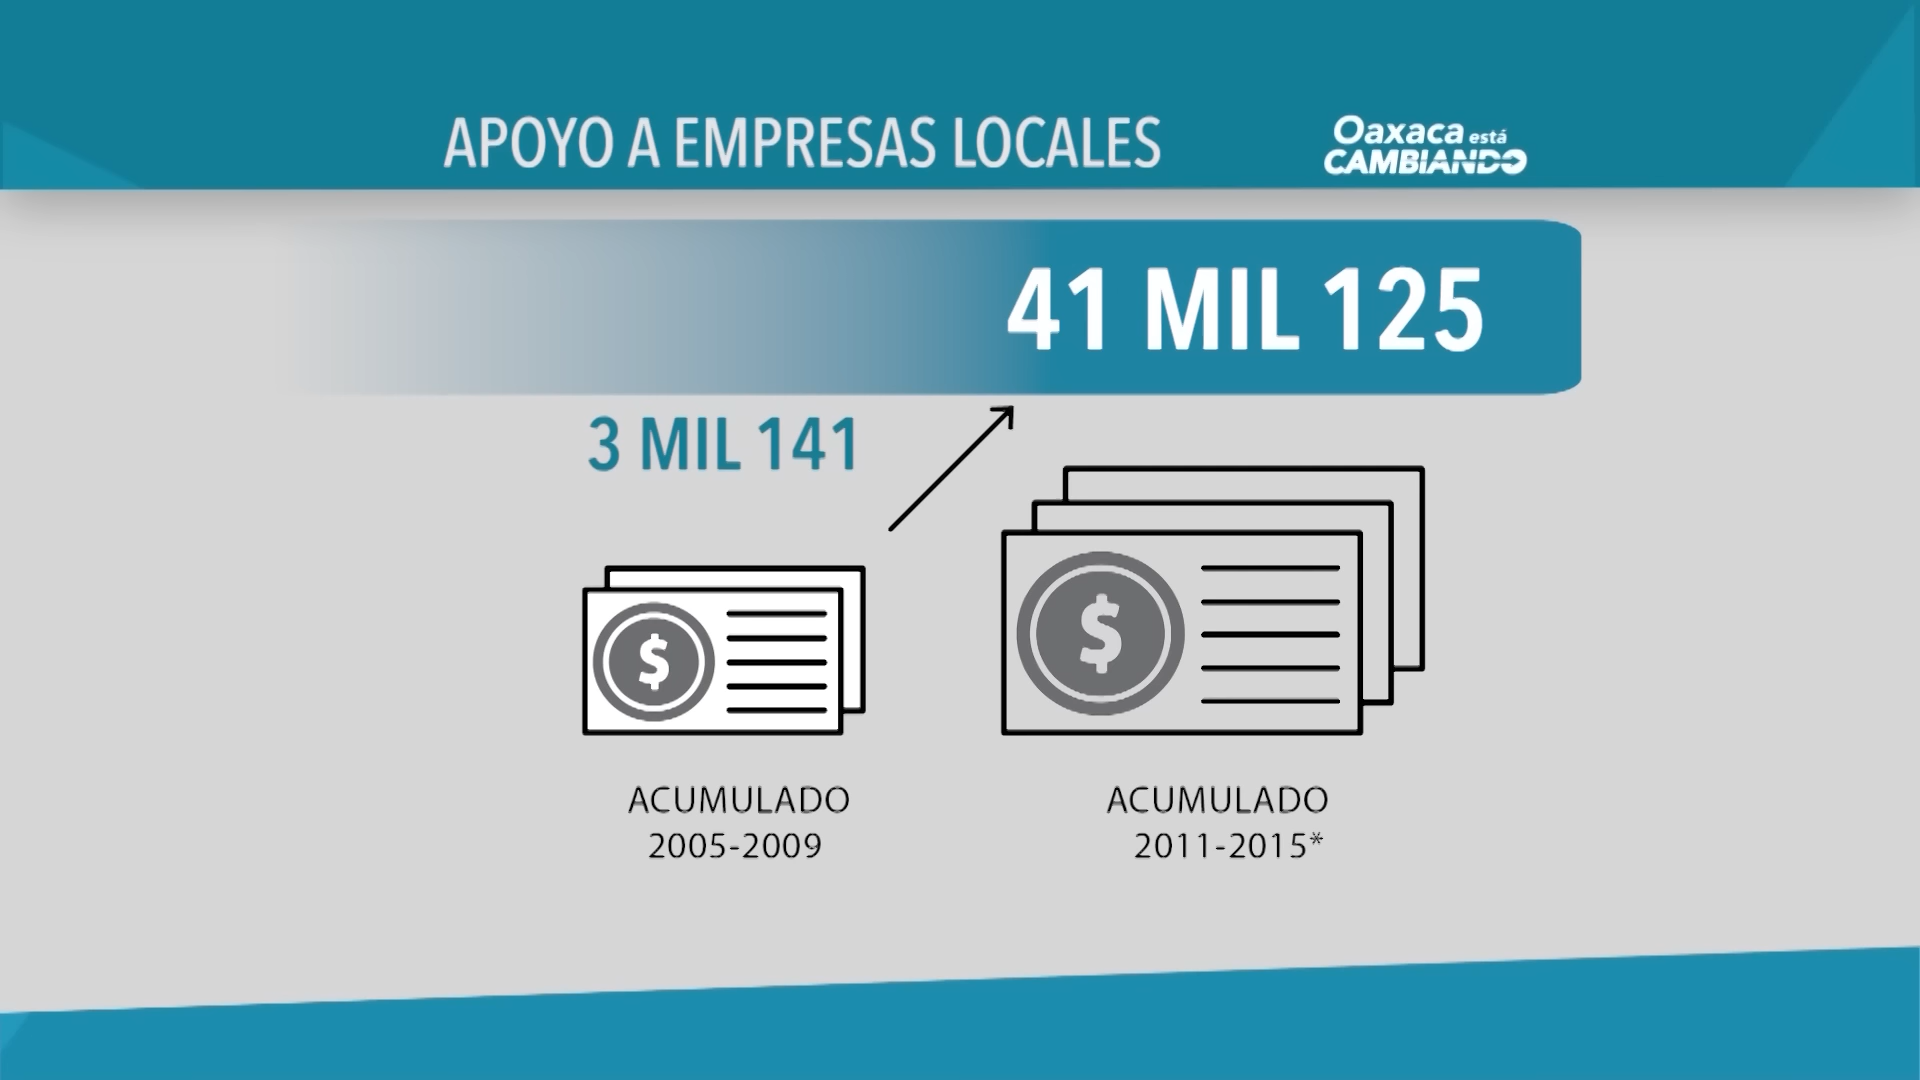 APOYO A EMPRESAS LOCALES
Oaxaca está
CAMBIANDO
41 MIL 125
3 MIL 141
$
$
ACUMULADO
2005-2009
ACUMULADO
2011-2015*